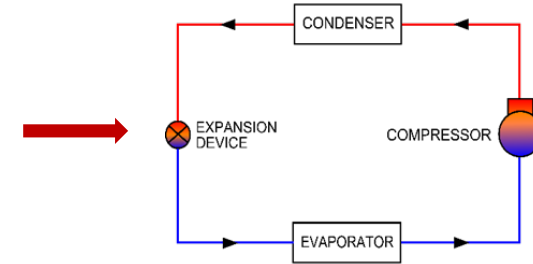 CONDENSER
EXPANSION
DEVICE
COMPRESSOR
EVAPORATOR